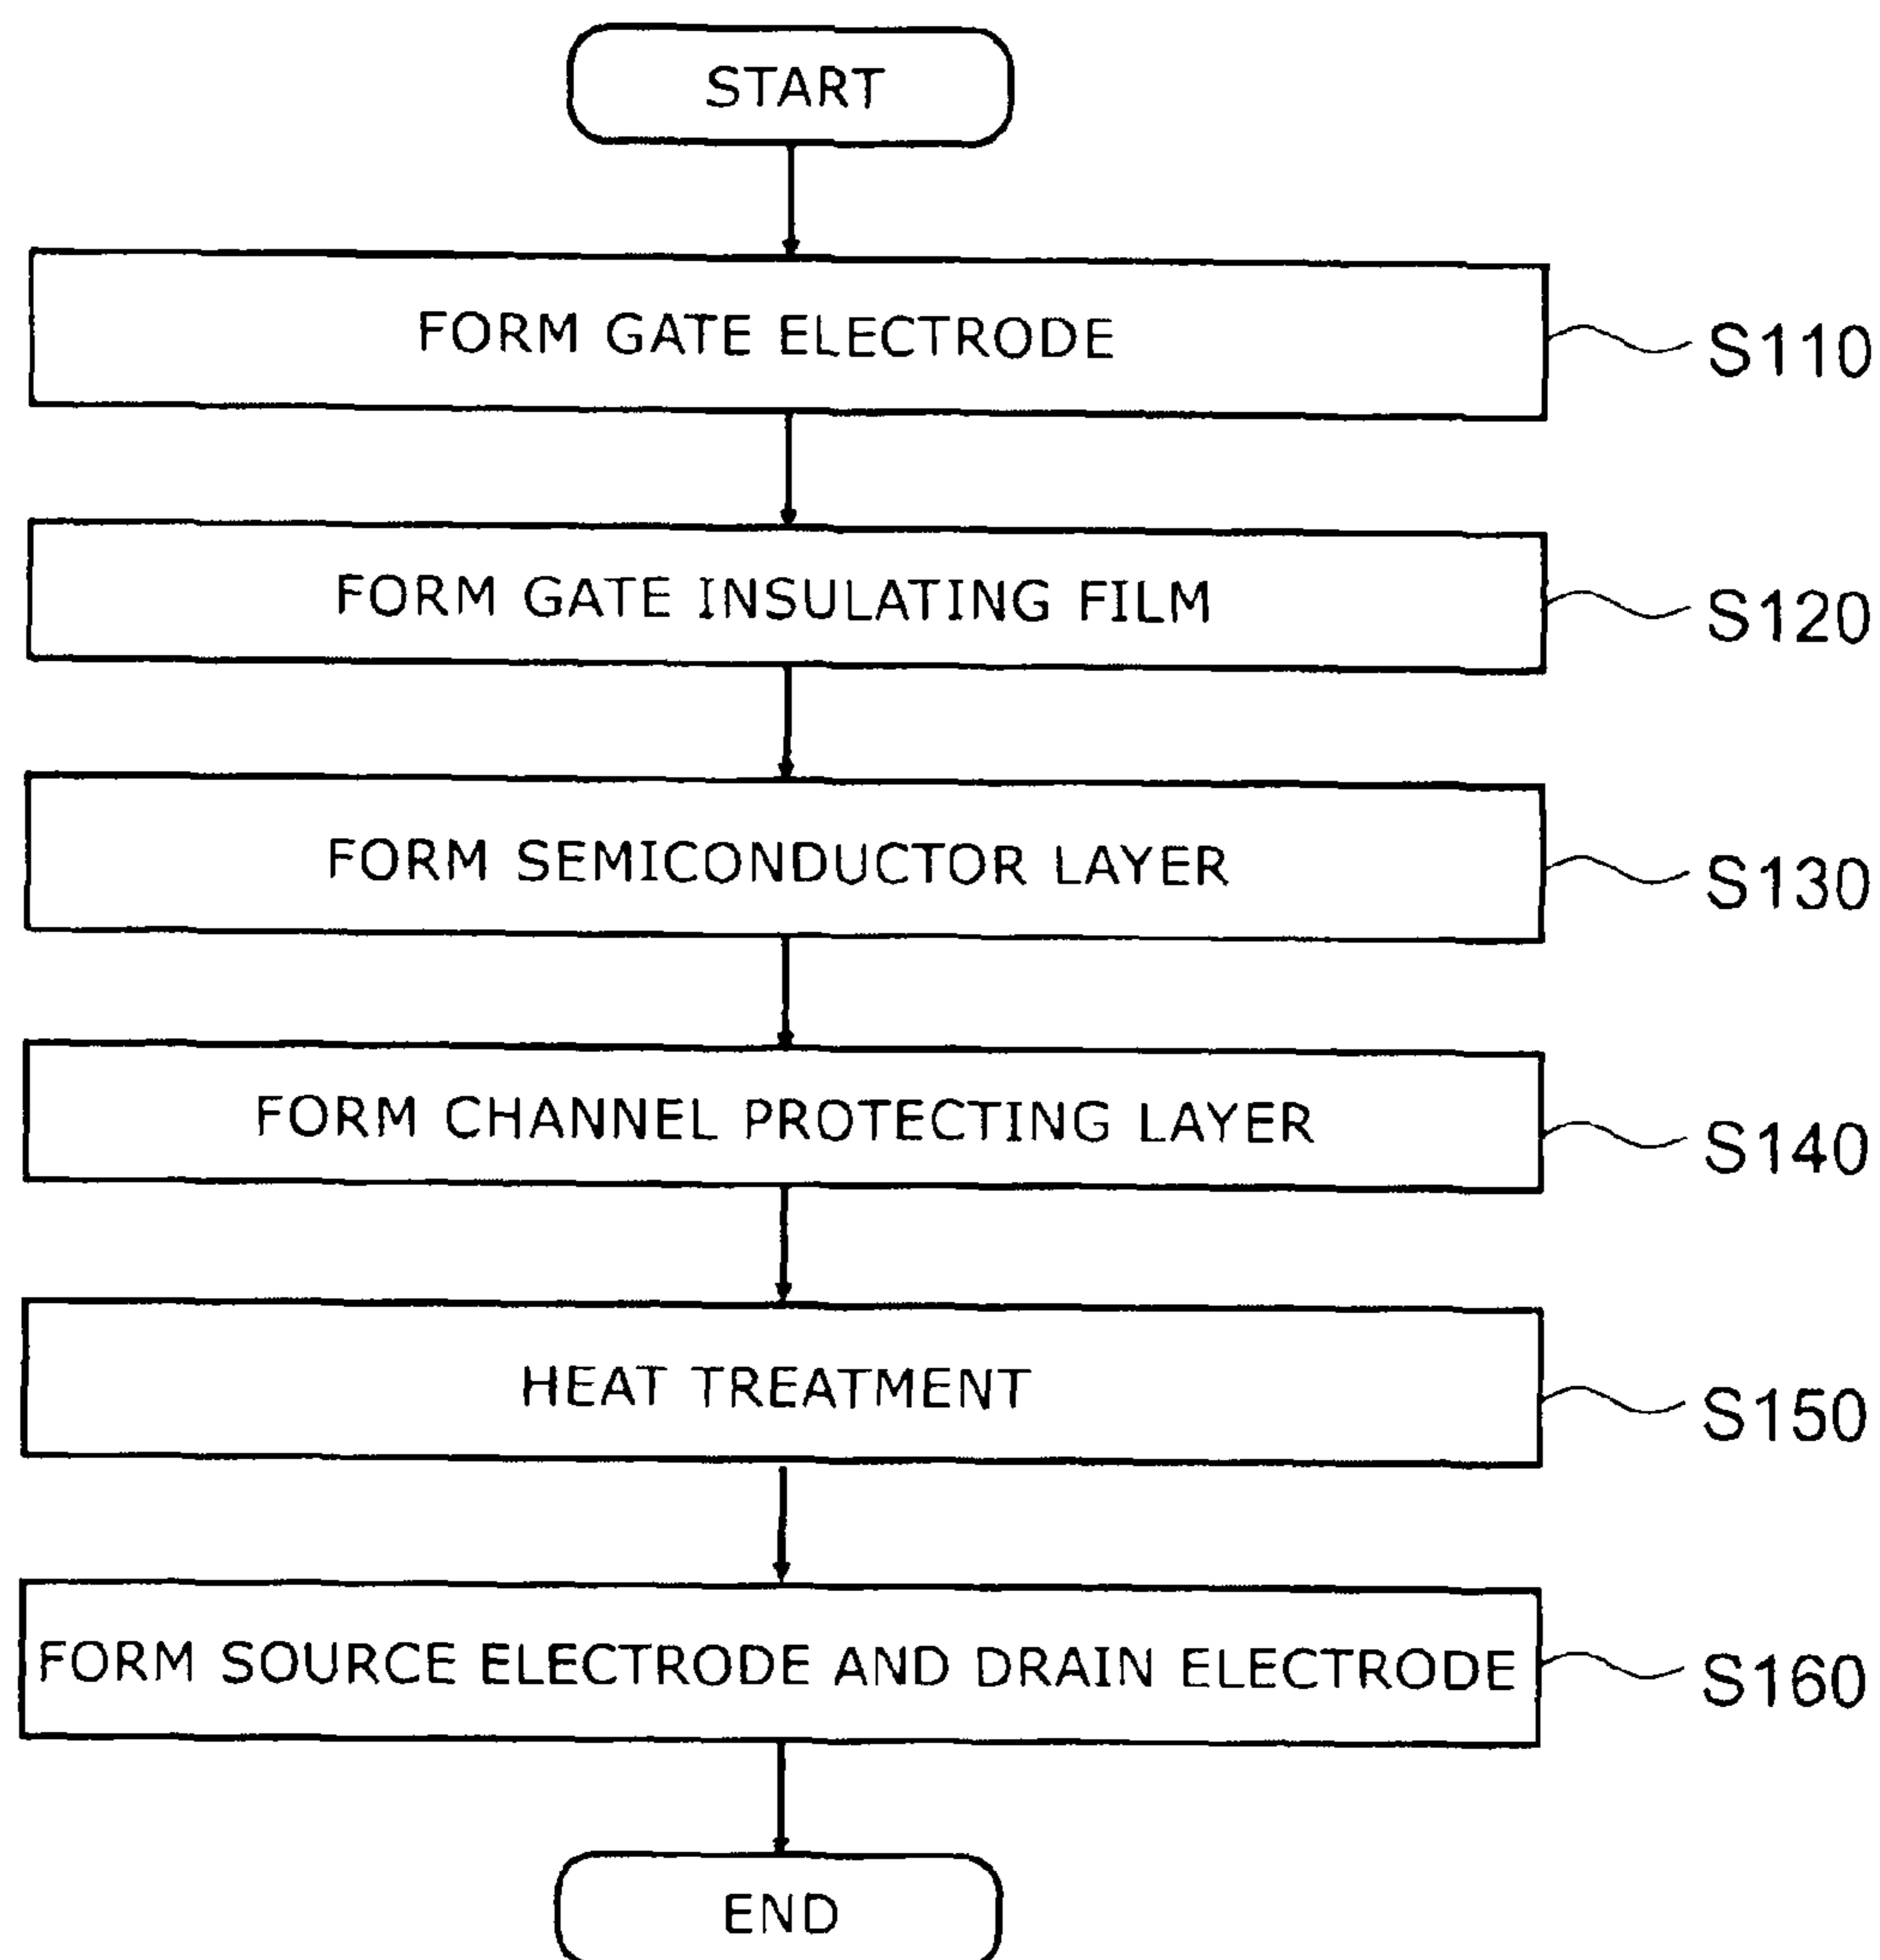 START
FORM GATE ELECTRODE
S110
FORM GATE INSULATING FILM
S120
FORM SEMICONDUCTOR LAYER
S130
FORM CHANNEL PROTECTING LAYER
S140
HEAT TREATMENT
S150
FORM SOURCE ELECTRODE AND DRAIN ELECTRODE
S160
END